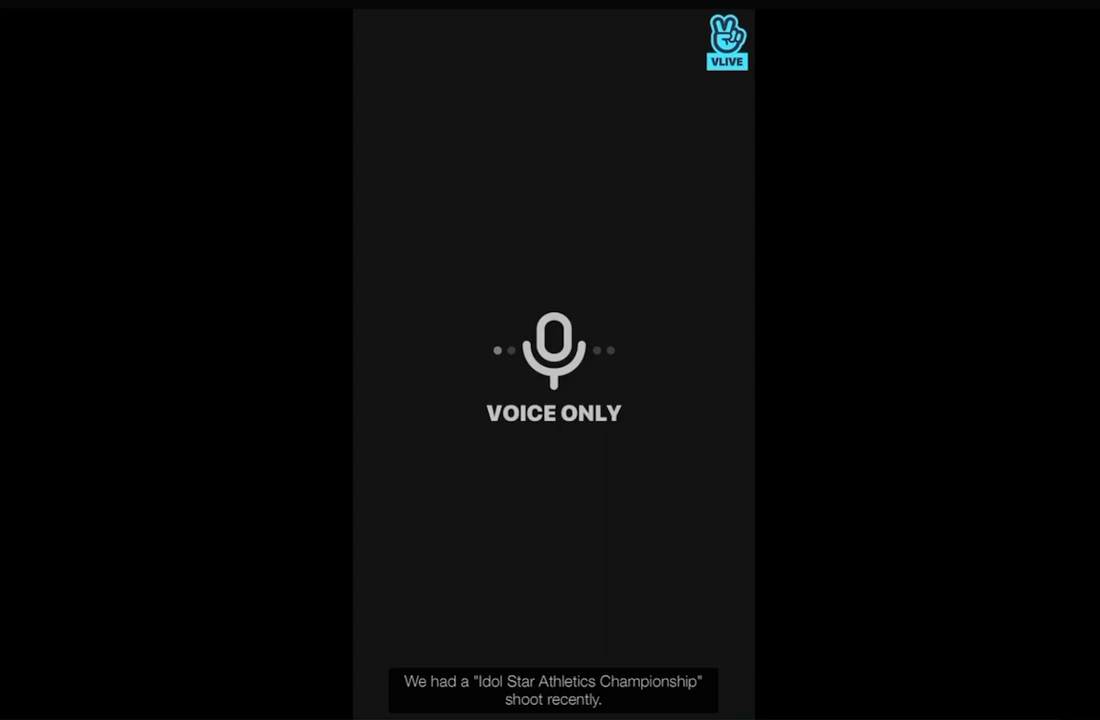 VLIVE
VOICE ONLY
We had a "Idol Star Athletics Championship"
shoot recently.